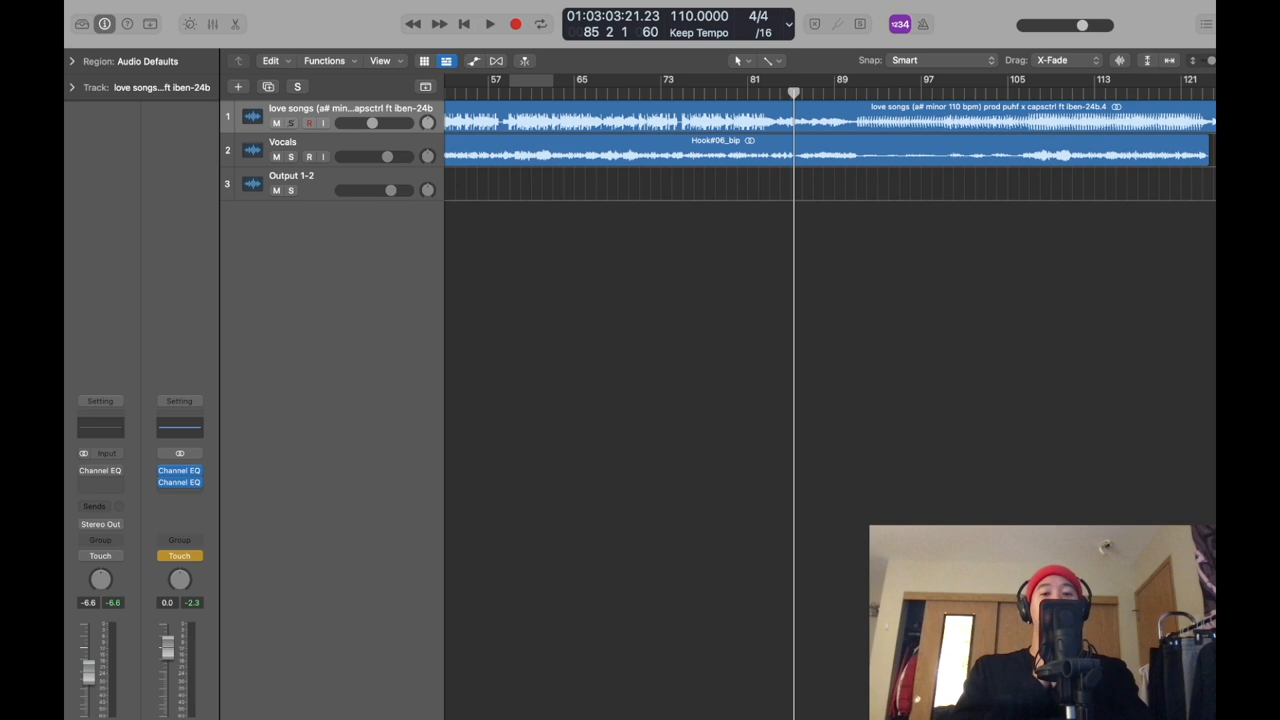 01:03:03:21.23 110.0000 4/4
85 2 1 60 Keep Tempo /16
1234
Region: Audio Defaults
Edit Functions View
Snap: Smart Drag: X-Fade
Track: love songs...ft iben-24b
S
57 65 73 81 89 97 105 113 121
1 love songs (a# min...apsctrl ft iben-24b
M S R I
love songs (a# minor 110 bpm) prod puhf x capsctrl ft iben-24b.4
2 Vocals
M S R I
Hook#06_bip
3 Output 1-2
M S
Setting Setting
Input
Channel EQ Channel EQ
Channel EQ
Sends
Stereo Out
Group Group
Touch Touch
-6.6 -6.6 0.0 -2.3